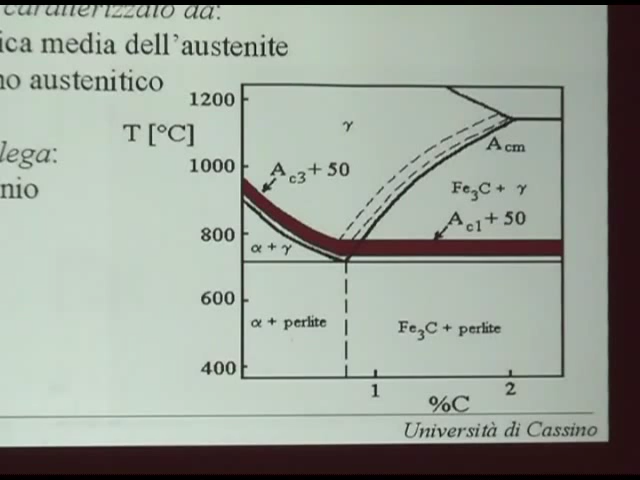 caratterizzato da:
ica media dell'austenite
no austenitico
lega:
nio
1200
T [°C]
γ
Acm
1000
Ac3 + 50
Fe3C + γ
Ac1 + 50
800
α + γ
600
α + perlite
Fe3C + perlite
400
1
2
%C
Università di Cassino